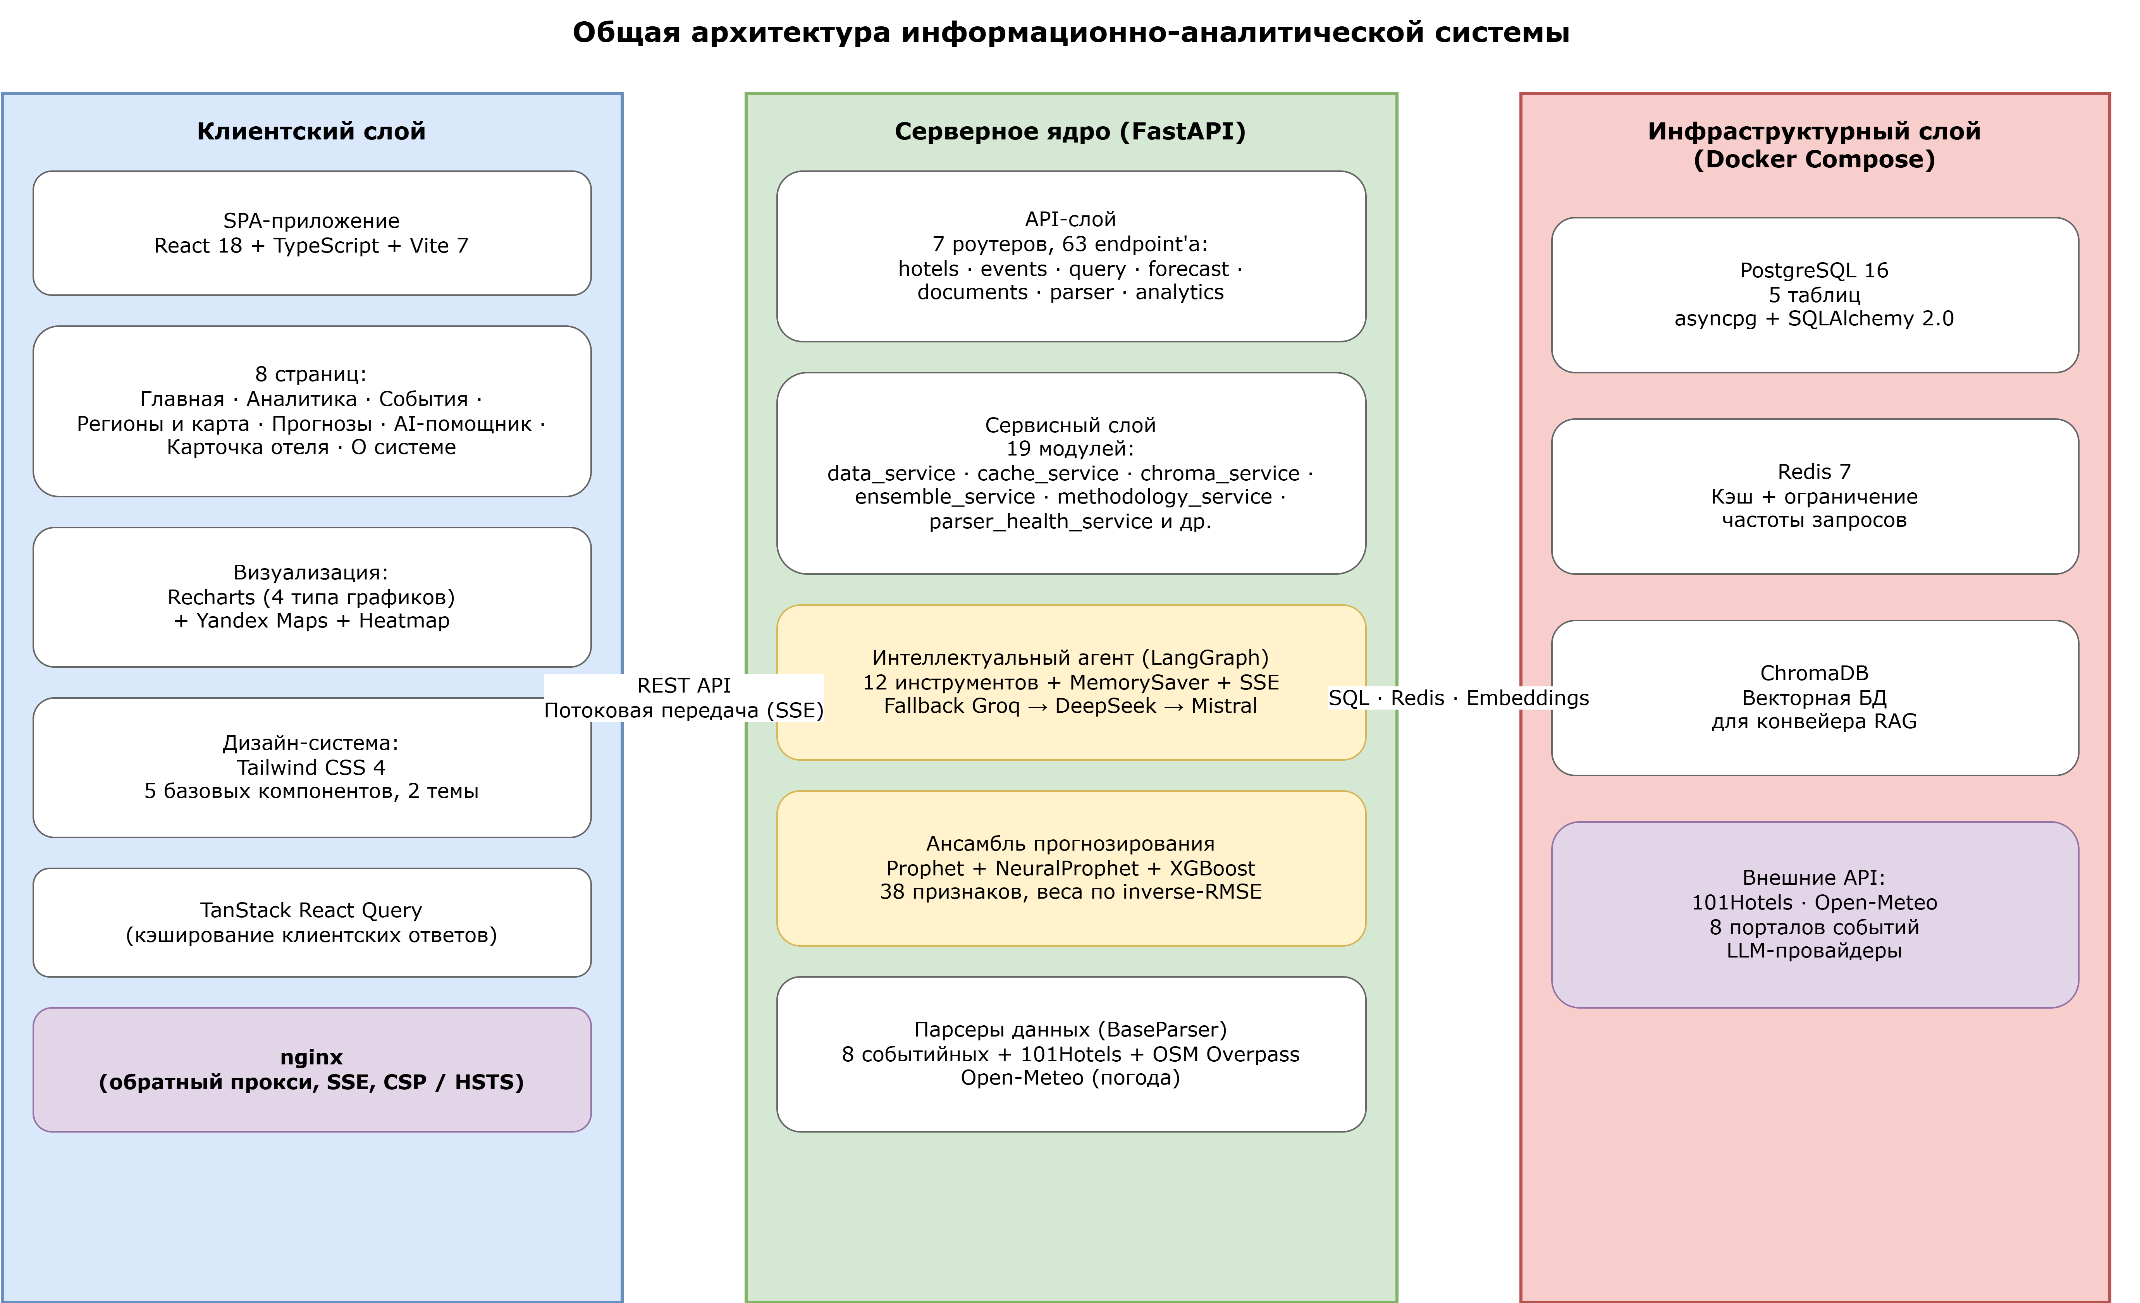 Общая архитектура информационно-аналитической системы
Клиентский слой
SPA-приложение
React 18 + TypeScript + Vite 7
8 страниц:
Главная · Аналитика · События ·
Регионы и карта · Прогнозы · AI-помощник ·
Карточка отеля · О системе
Визуализация:
Recharts (4 типа графиков)
+ Yandex Maps + Heatmap
Дизайн-система:
Tailwind CSS 4
5 базовых компонентов, 2 темы
TanStack React Query
(кэширование клиентских ответов)
nginx
(обратный прокси, SSE, CSP / HSTS)
REST API
Потоковая передача (SSE)
Серверное ядро (FastAPI)
API-слой
7 роутеров, 63 endpoint'а:
hotels · events · query · forecast ·
documents · parser · analytics
Сервисный слой
19 модулей:
data_service · cache_service · chroma_service ·
ensemble_service · methodology_service ·
parser_health_service и др.
Интеллектуальный агент (LangGraph)
12 инструментов + MemorySaver + SSE
Fallback Groq → DeepSeek → Mistral
Ансамбль прогнозирования
Prophet + NeuralProphet + XGBoost
38 признаков, веса по inverse-RMSE
Парсеры данных (BaseParser)
8 событийных + 101Hotels + OSM Overpass
Open-Meteo (погода)
SQL · Redis · Embeddings
Инфраструктурный слой
(Docker Compose)
PostgreSQL 16
5 таблиц
asyncpg + SQLAlchemy 2.0
Redis 7
Кэш + ограничение
частоты запросов
ChromaDB
Векторная БД
для конвейера RAG
Внешние API:
101Hotels · Open-Meteo
8 порталов событий
LLM-провайдеры